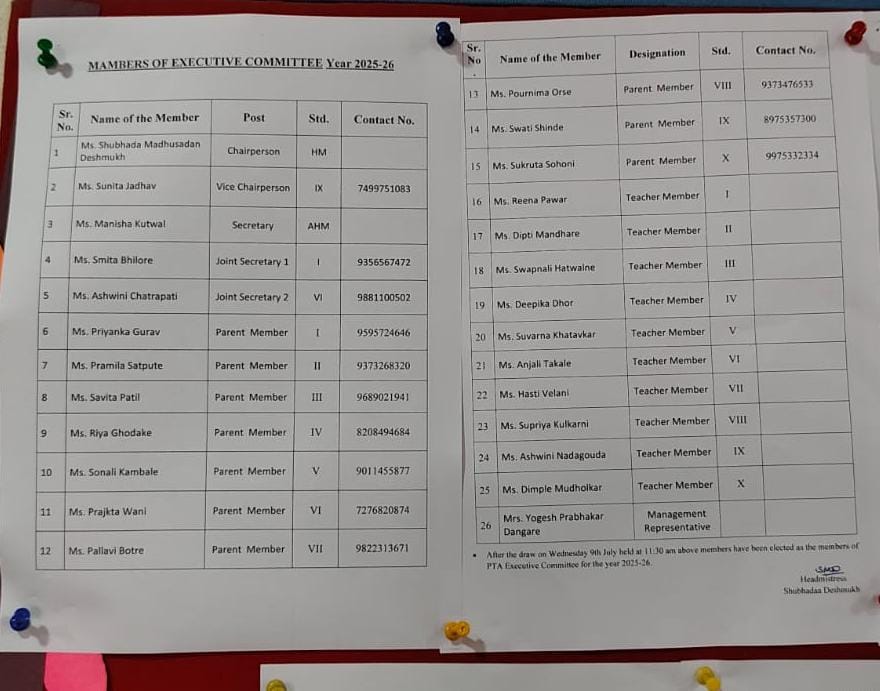 MAMBERS OF EXECUTIVE COMMITTEE Year 2025-26
Sr. No. Name of the Member Post Std. Contact No.
1 Ms. Shubhada Madhusadan Deshmukh Chairperson HM
2 Ms. Sunita Jadhav Vice Chairperson IX 7499751083
3 Ms. Manisha Kutwal Secretary AHM
4 Ms. Smita Bhilore Joint Secretary 1 I 9356567472
5 Ms. Ashwini Chatrapati Joint Secretary 2 VI 9881100502
6 Ms. Priyanka Gurav Parent Member I 9595724646
7 Ms. Pramila Satpute Parent Member II 9373268320
8 Ms. Savita Patil Parent Member III 9689021941
9 Ms. Riya Ghodake Parent Member IV 8208494684
10 Ms. Sonali Kambale Parent Member V 9011455877
11 Ms. Prajkta Wani Parent Member VI 7276820874
12 Ms. Pallavi Botre Parent Member VII 9822313671
Sr. No. Name of the Member Designation Std. Contact No.
13 Ms. Pournima Orse Parent Member VIII 9373476533
14 Ms. Swati Shinde Parent Member IX 8975357300
15 Ms. Sukruta Sohoni Parent Member X 9975332334
16 Ms. Reena Pawar Teacher Member I
17 Ms. Dipti Mandhare Teacher Member II
18 Ms. Swapnali Hatwalne Teacher Member III
19 Ms. Deepika Dhor Teacher Member IV
20 Ms. Suvarna Khatavkar Teacher Member V
21 Ms. Anjali Takale Teacher Member VI
22 Ms. Hasti Velani Teacher Member VII
23 Ms. Supriya Kulkarni Teacher Member VIII
24 Ms. Ashwini Nadagouda Teacher Member IX
25 Ms. Dimple Mudholkar Teacher Member X
26 Mrs. Yogesh Prabhakar Dangare Management Representative
• After the draw on Wednesday 9th July held at 11:30 am above members have been elected as the members of
PTA Executive Committee for the year 2025-26.
Headmistress
Shubhadaa Deshmukh